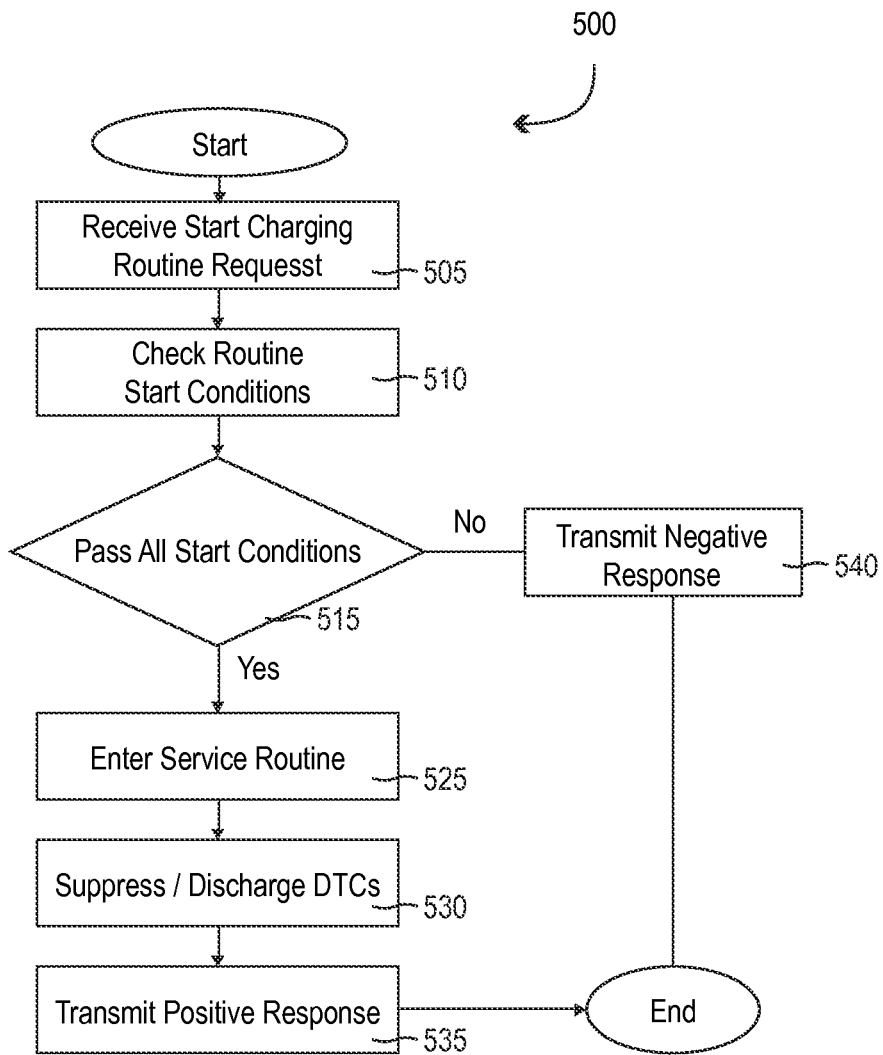 500
Start
Receive Start Charging
Routine Requesst
505
Check Routine
Start Conditions
510
Pass All Start Conditions
515
No
Transmit Negative
Response
540
Yes
Enter Service Routine
525
Suppress / Discharge DTCs
530
Transmit Positive Response
535
End